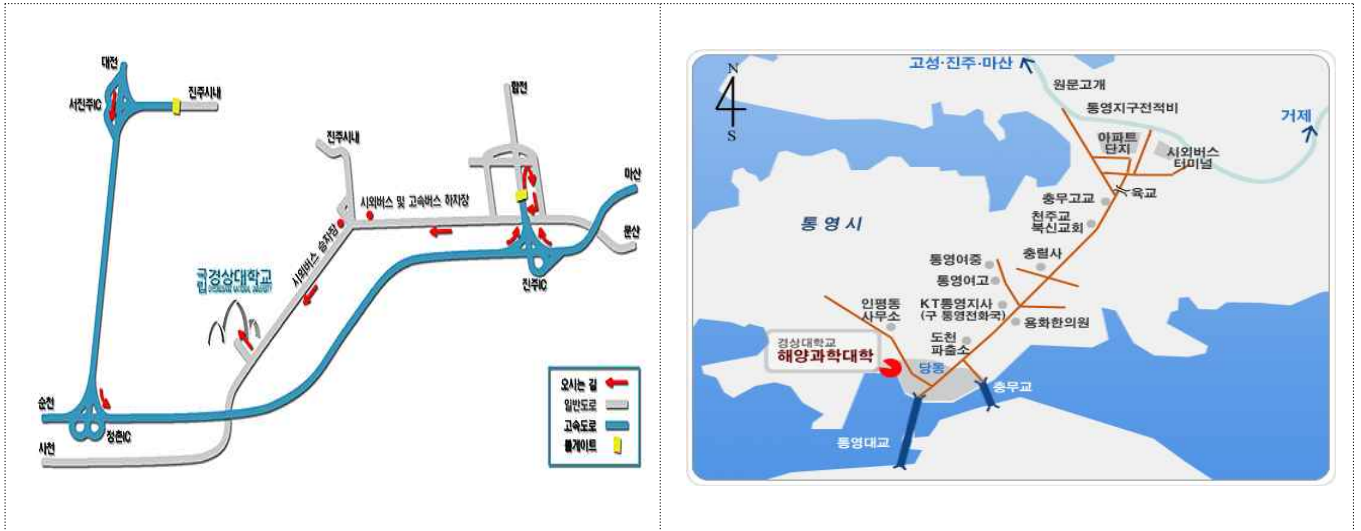 대전
서진주IC
진주시내
합천
진주시내
마산
시외버스 및 고속버스 하차장
시외버스 승차장
문산
진주IC
국립경상대학교
순천
정촌IC
사천
오시는 길
일반도로
고속도로
톨게이트
고성·진주·마산
N
S
원문고개
통영지구전적비
거제
아파트
단지
시외버스
터미널
육교
충무고교
천주교
북신교회
통영시
충렬사
통영여중
통영여고
인평동
사무소
KT통영지사
(구 통영전화국)
용화한의원
도천
파출소
경상대학교
해양과학대학
당동
충무교
통영대교